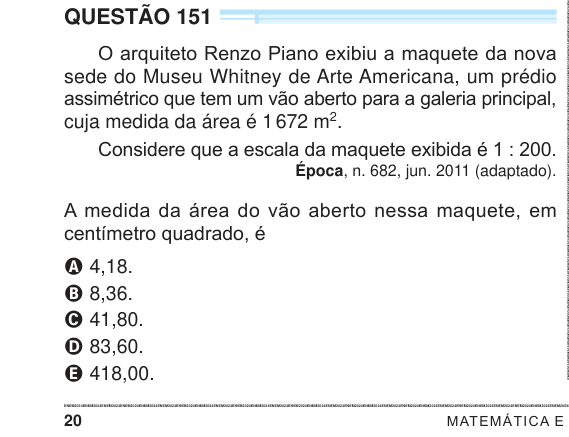 QUESTÃO 151
O arquiteto Renzo Piano exibiu a maquete da nova
sede do Museu Whitney de Arte Americana, um prédio
assimétrico que tem um vão aberto para a galeria principal,
cuja medida da área é 1 672 m².
Considere que a escala da maquete exibida é 1 : 200.
Época, n. 682, jun. 2011 (adaptado).
A medida da área do vão aberto nessa maquete, em
centímetro quadrado, é
A 4,18.
B 8,36.
C 41,80.
D 83,60.
E 418,00.
20 MATEMÁTICA E